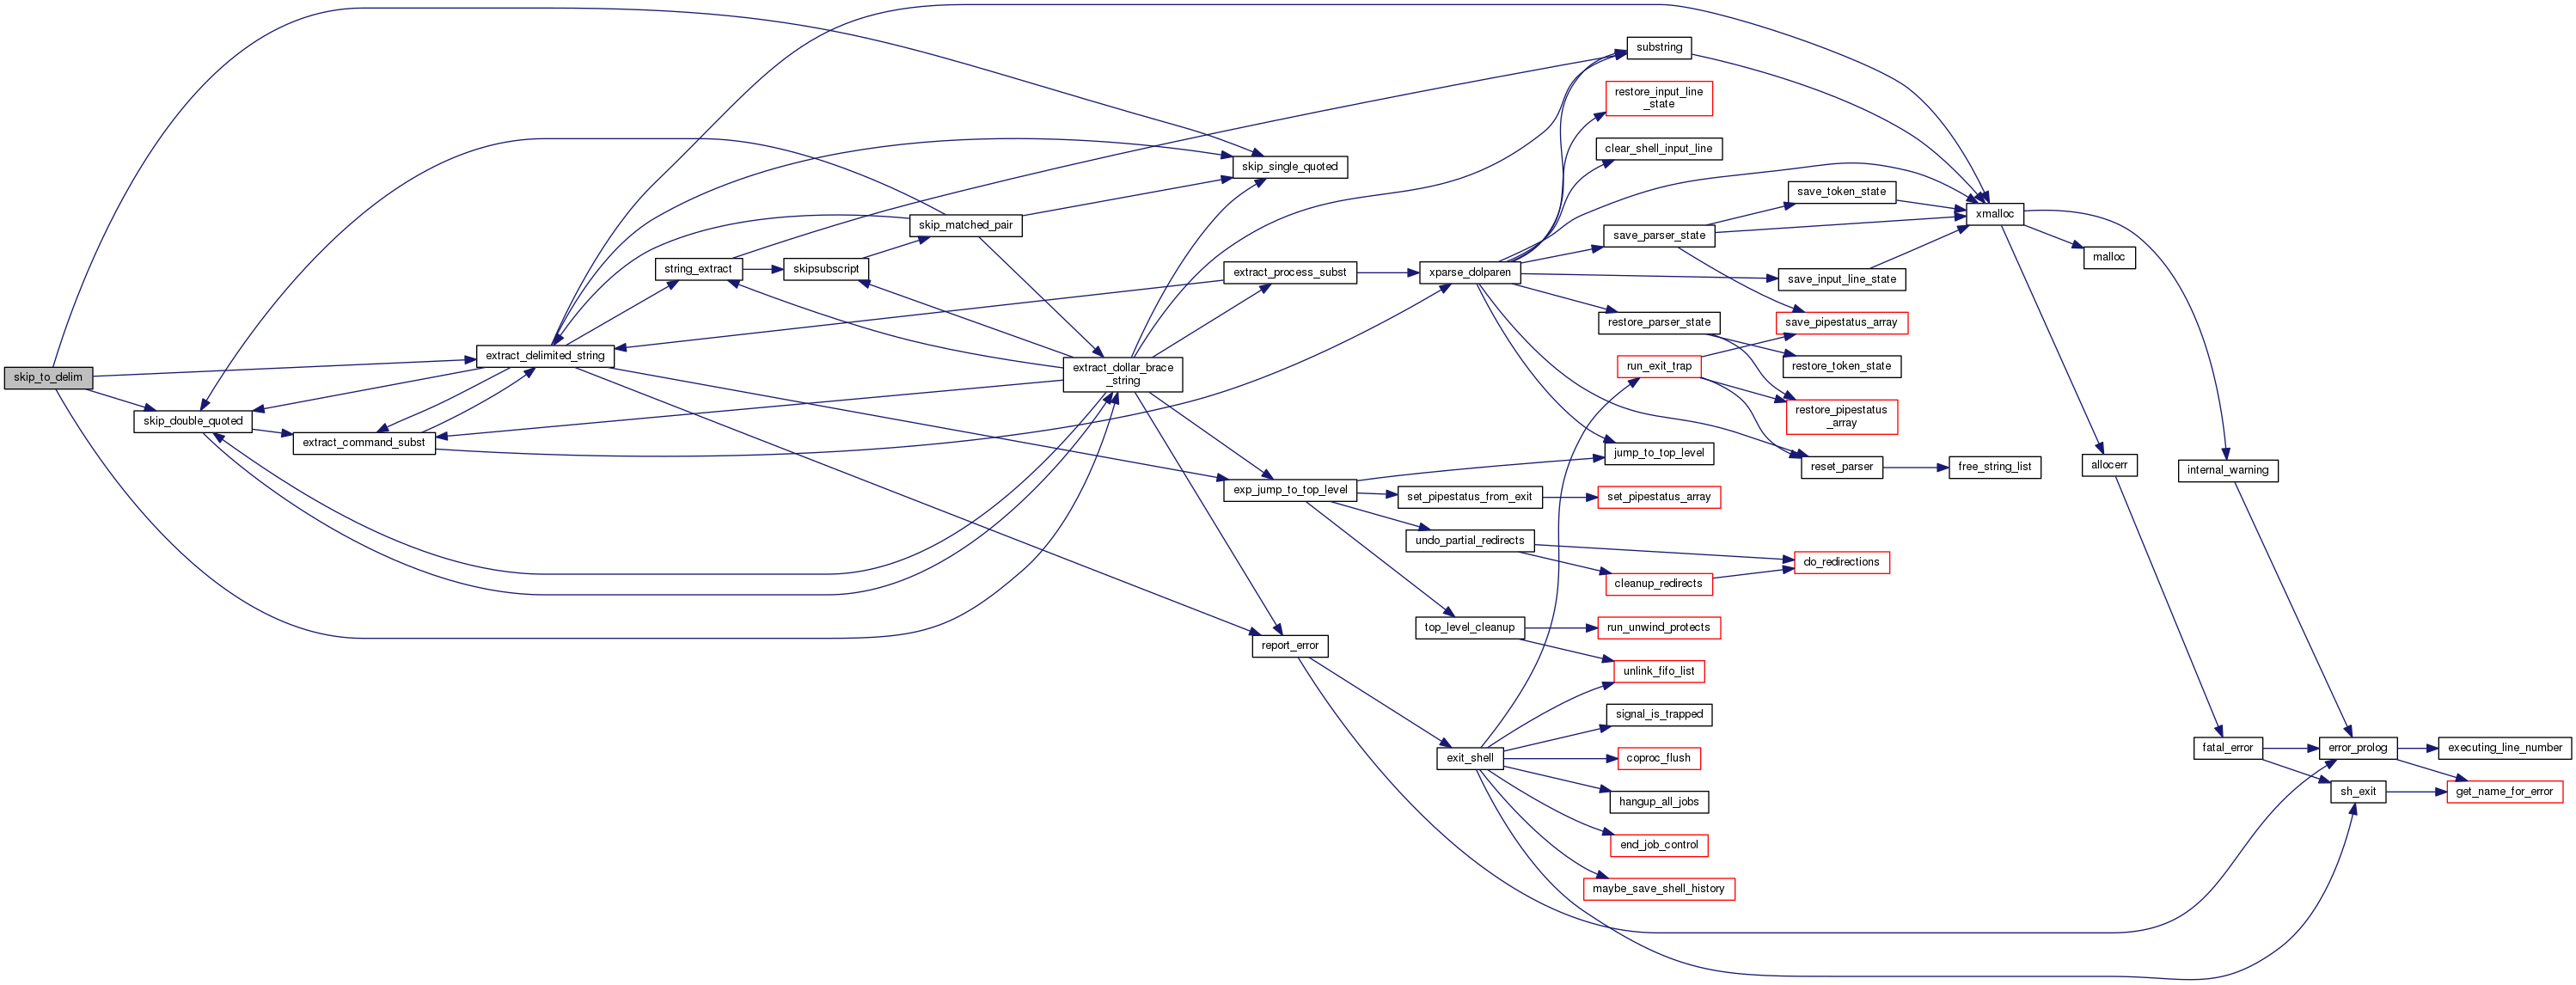 substring
restore_input_line
_state
clear_shell_input_line
skip_single_quoted
save_token_state
xmalloc
skip_matched_pair
save_parser_state
malloc
string_extract
skipsubscript
extract_process_subst
xparse_dolparen
save_input_line_state
restore_parser_state
save_pipestatus_array
extract_delimited_string
run_exit_trap
restore_token_state
skip_to_delim
extract_dollar_brace
_string
restore_pipestatus
_array
skip_double_quoted
extract_command_subst
jump_to_top_level
reset_parser
free_string_list
allocerr
internal_warning
exp_jump_to_top_level
set_pipestatus_from_exit
set_pipestatus_array
undo_partial_redirects
do_redirections
cleanup_redirects
top_level_cleanup
run_unwind_protects
report_error
unlink_fifo_list
signal_is_trapped
exit_shell
coproc_flush
fatal_error
error_prolog
executing_line_number
hangup_all_jobs
sh_exit
get_name_for_error
end_job_control
maybe_save_shell_history